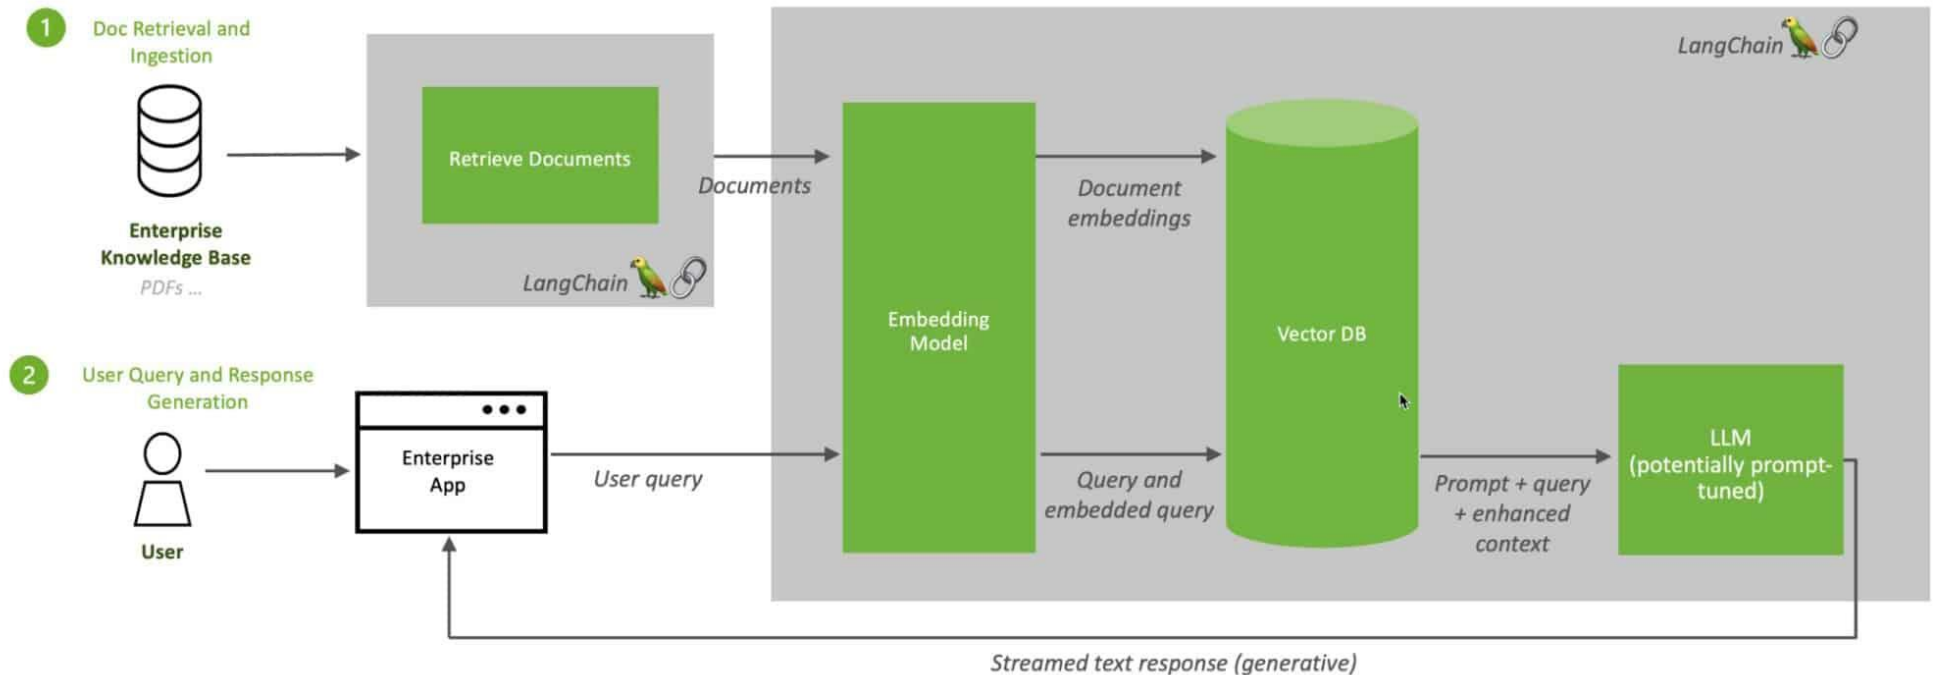 1
Doc Retrieval and
Ingestion
Enterprise
Knowledge Base
PDFs ...
Retrieve Documents
LangChain
Documents
LangChain
Embedding
Model
Document
embeddings
Vector DB
2
User Query and Response
Generation
User
Enterprise
App
User query
Query and
embedded query
Prompt + query
+ enhanced
context
LLM
(potentially prompt-
tuned)
Streamed text response (generative)